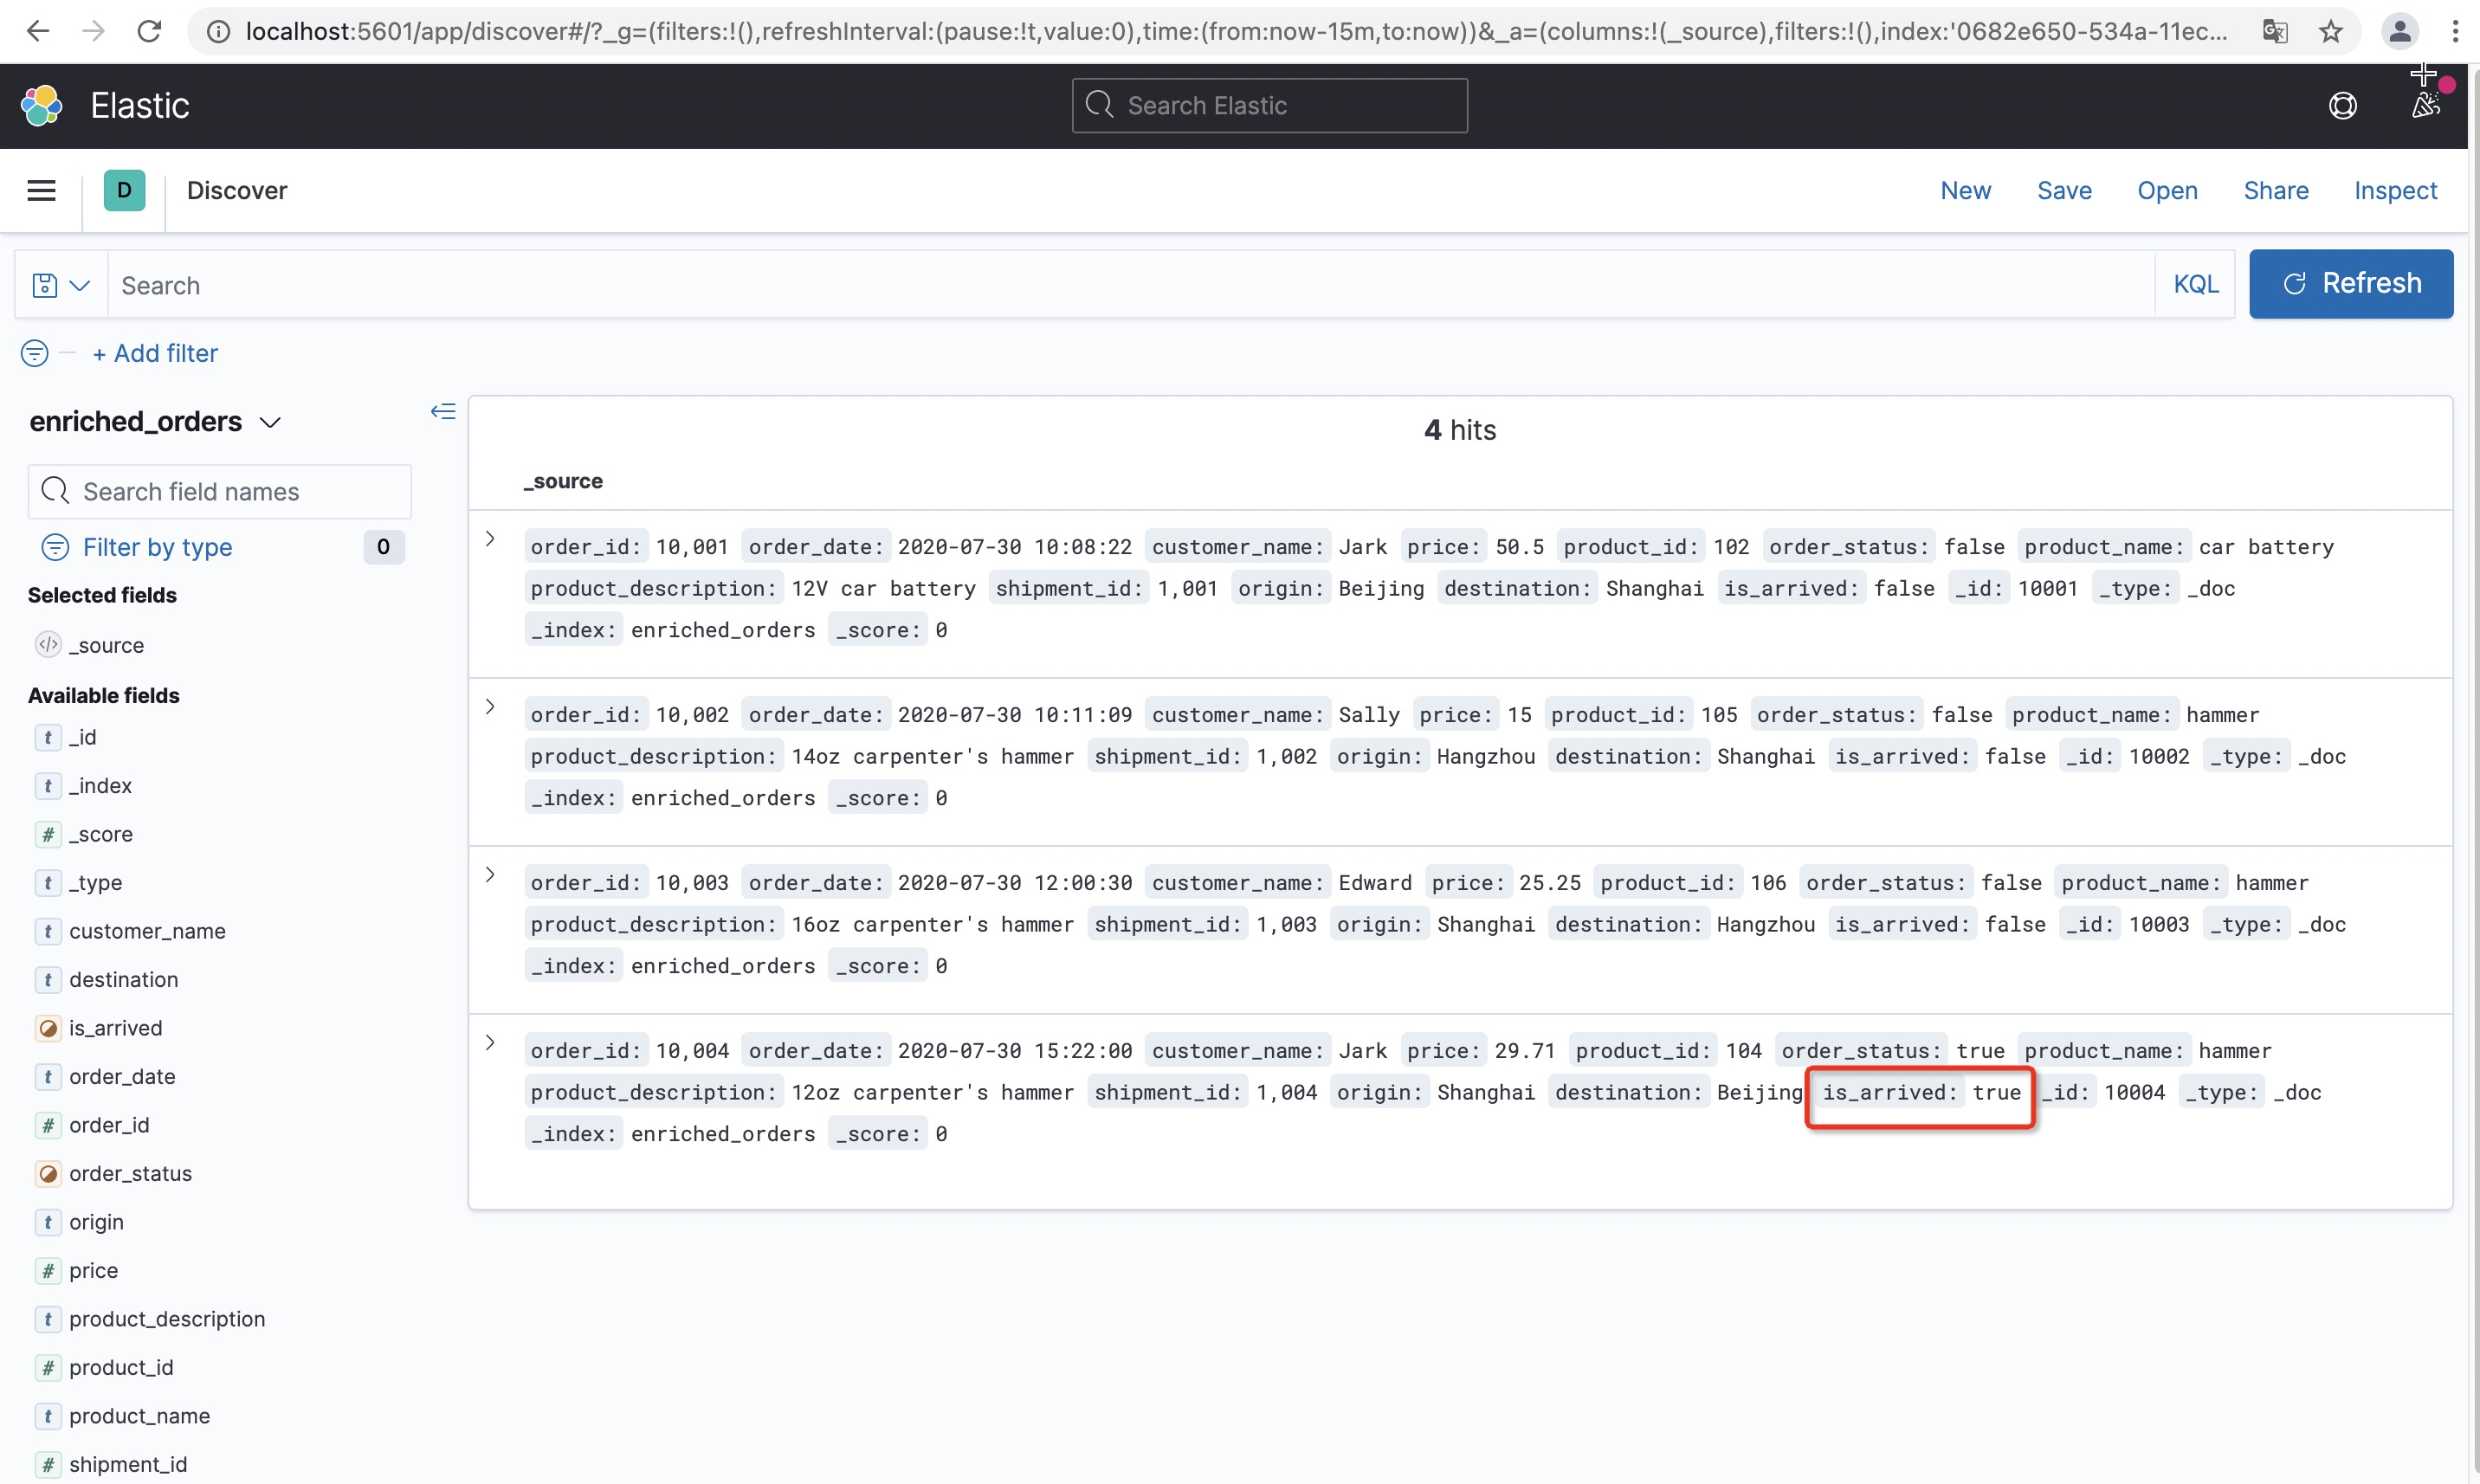 localhost:5601/app/discover#/?_g=(filters:!(),refreshInterval:(pause:!t,value:0),time:(from:now-15m,to:now))&_a=(columns:!(_source),filters:!(),index:'0682e650-534a-11ec...
Elastic
Search Elastic
D
Discover
New
Save
Open
Share
Inspect
Search
KQL
Refresh
+ Add filter
enriched_orders
Search field names
Filter by type 0
Selected fields
_source
Available fields
t _id
t _index
# _score
t _type
t customer_name
t destination
is_arrived
t order_date
# order_id
order_status
t origin
# price
t product_description
# product_id
t product_name
# shipment_id
4 hits
_source
order_id: 10,001 order_date: 2020-07-30 10:08:22 customer_name: Jark price: 50.5 product_id: 102 order_status: false product_name: car battery
product_description: 12V car battery shipment_id: 1,001 origin: Beijing destination: Shanghai is_arrived: false _id: 10001 _type: _doc
_index: enriched_orders _score: 0
order_id: 10,002 order_date: 2020-07-30 10:11:09 customer_name: Sally price: 15 product_id: 105 order_status: false product_name: hammer
product_description: 14oz carpenter's hammer shipment_id: 1,002 origin: Hangzhou destination: Shanghai is_arrived: false _id: 10002 _type: _doc
_index: enriched_orders _score: 0
order_id: 10,003 order_date: 2020-07-30 12:00:30 customer_name: Edward price: 25.25 product_id: 106 order_status: false product_name: hammer
product_description: 16oz carpenter's hammer shipment_id: 1,003 origin: Shanghai destination: Hangzhou is_arrived: false _id: 10003 _type: _doc
_index: enriched_orders _score: 0
order_id: 10,004 order_date: 2020-07-30 15:22:00 customer_name: Jark price: 29.71 product_id: 104 order_status: true product_name: hammer
product_description: 12oz carpenter's hammer shipment_id: 1,004 origin: Shanghai destination: Beijing is_arrived: true _id: 10004 _type: _doc
_index: enriched_orders _score: 0